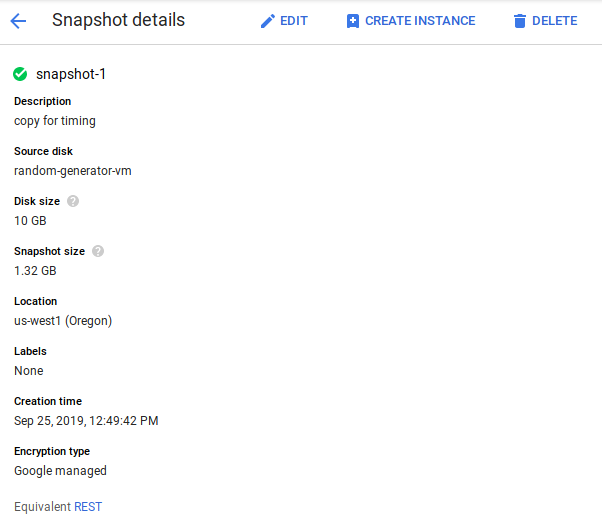 Snapshot details EDIT CREATE INSTANCE DELETE
snapshot-1
Description
copy for timing
Source disk
random-generator-vm
Disk size ?
10 GB
Snapshot size ?
1.32 GB
Location
us-west1 (Oregon)
Labels
None
Creation time
Sep 25, 2019, 12:49:42 PM
Encryption type
Google managed
Equivalent REST